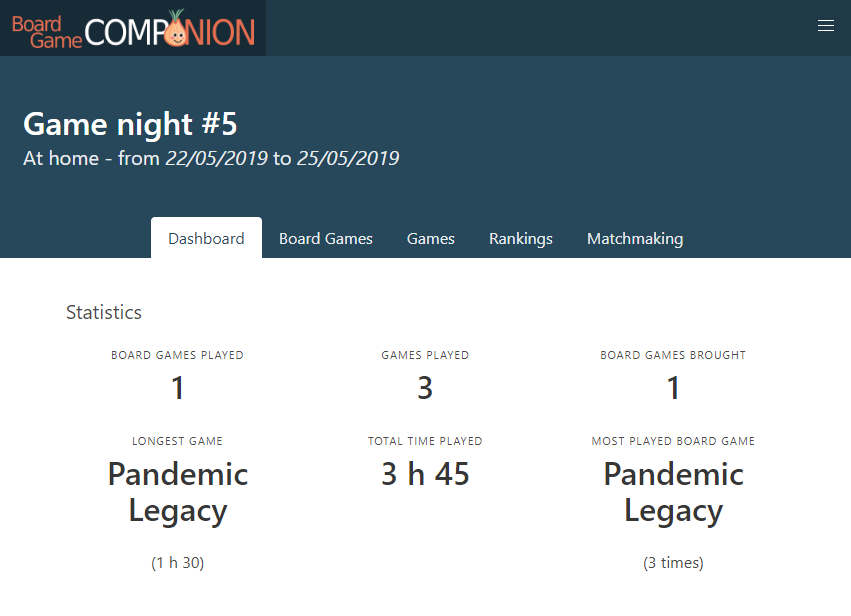 Board
Game COMPANION
Game night #5
At home - from 22/05/2019 to 25/05/2019
Dashboard Board Games Games Rankings Matchmaking
Statistics
BOARD GAMES PLAYED GAMES PLAYED BOARD GAMES BROUGHT
1 3 1
LONGEST GAME TOTAL TIME PLAYED MOST PLAYED BOARD GAME
Pandemic 3 h 45 Pandemic
Legacy Legacy
(1 h 30) (3 times)